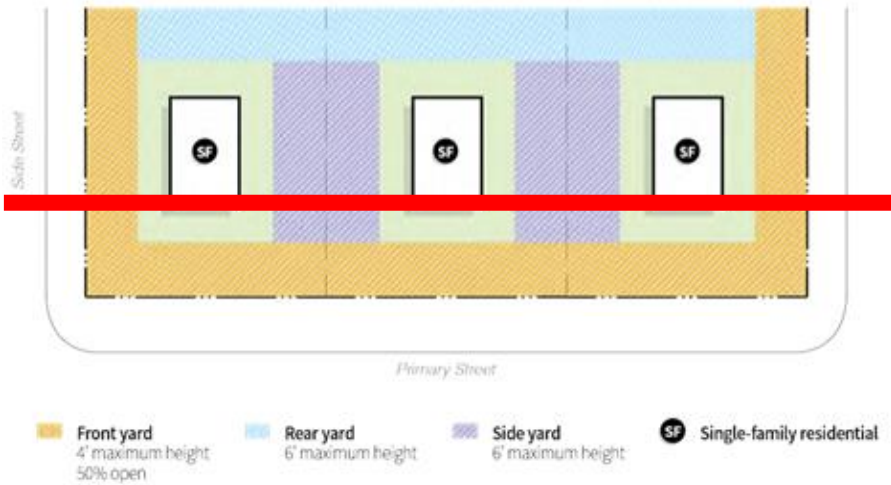 Side Street
SF SF SF
Primary Street
Front yard
4' maximum height
50% open
Rear yard
6' maximum height
Side yard
6' maximum height
SF Single-family residential